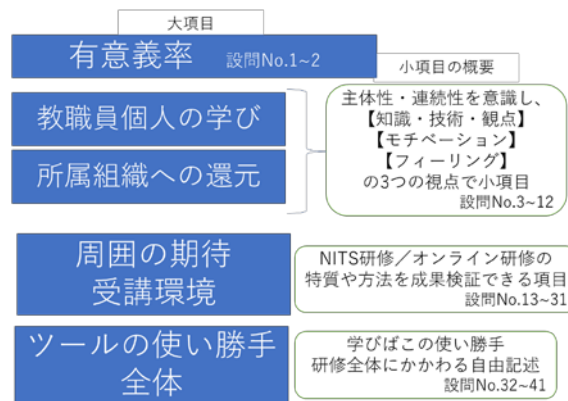 大項目
有意義率 設問No.1~2
小項目の概要
教職員個人の学び
所属組織への還元
主体性・連続性を意識し、
【知識・技術・観点】
【モチベーション】
【フィーリング】
の3つの視点で小項目
設問No.3~12
周囲の期待
受講環境
NITS研修／オンライン研修の
特質や方法を成果検証できる項目
設問No.13~31
ツールの使い勝手
全体
学びばこの使い勝手
研修全体にかかわる自由記述
設問No.32~41